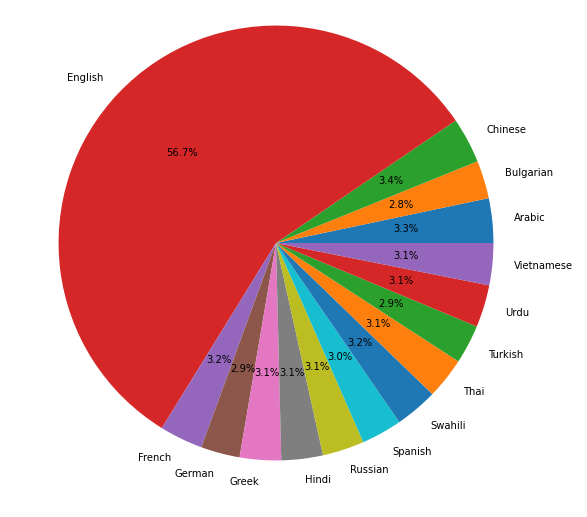 English
56.7%
Chinese
3.4%
Bulgarian
2.8%
Arabic
3.3%
Vietnamese
3.1%
Urdu
3.1%
Turkish
2.9%
Thai
3.1%
Swahili
3.2%
Spanish
3.0%
Russian
3.1%
Hindi
3.1%
Greek
3.1%
German
2.9%
French
3.2%